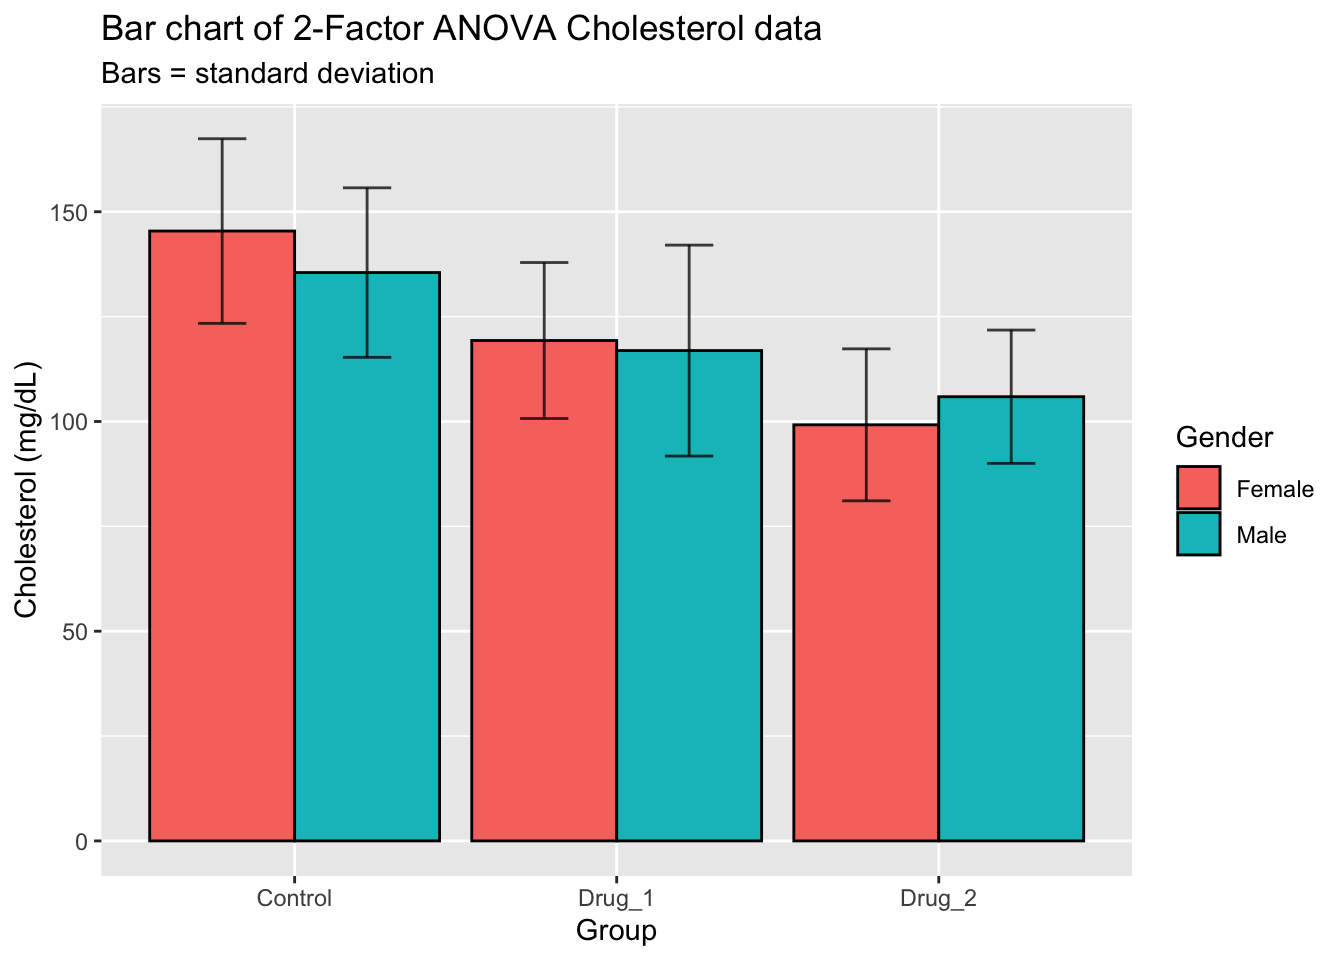 Bar chart of 2-Factor ANOVA Cholesterol data
Bars = standard deviation
Cholesterol (mg/dL)
150
100
50
0
Control
Drug_1
Drug_2
Group
Gender
Female
Male